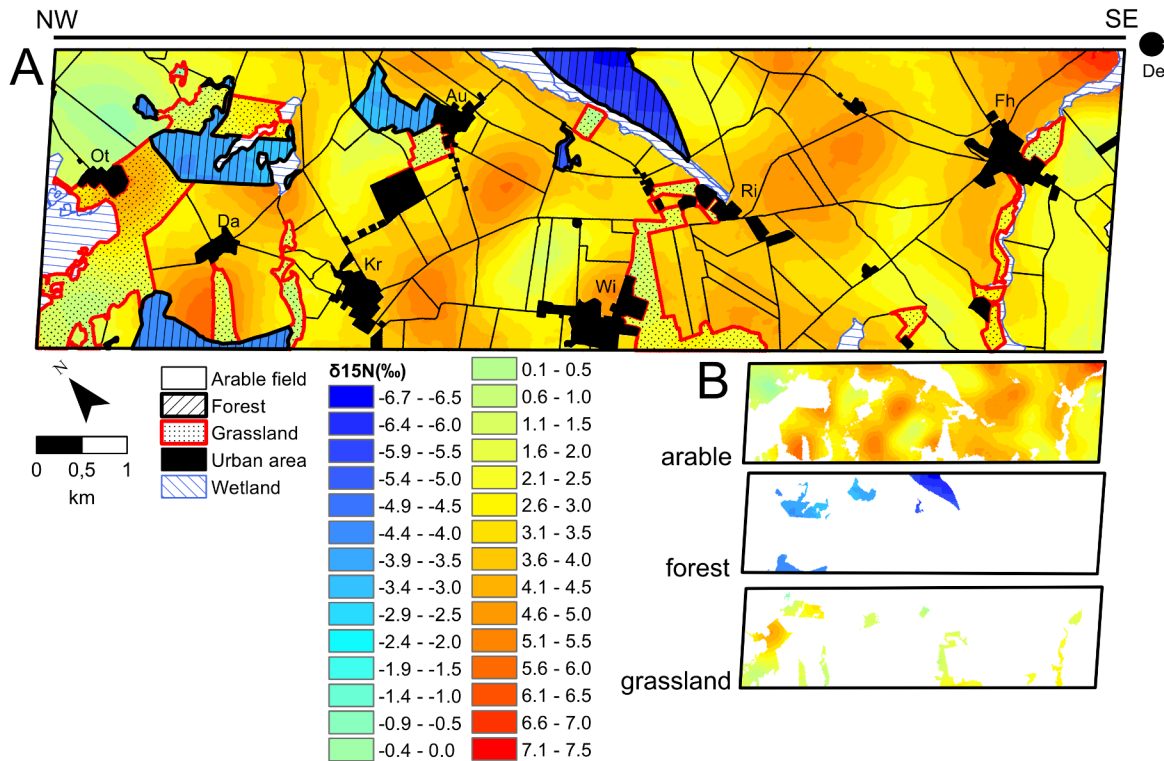 NW
SE
De
A
Au
Fh
Ot
Ri
Da
Kr
Wi
N
0 0,5 1
km
Arable field
Forest
Grassland
Urban area
Wetland
δ15N(‰)
-6.7 - -6.5
-6.4 - -6.0
-5.9 - -5.5
-5.4 - -5.0
-4.9 - -4.5
-4.4 - -4.0
-3.9 - -3.5
-3.4 - -3.0
-2.9 - -2.5
-2.4 - -2.0
-1.9 - -1.5
-1.4 - -1.0
-0.9 - -0.5
-0.4 - 0.0
0.1 - 0.5
0.6 - 1.0
1.1 - 1.5
1.6 - 2.0
2.1 - 2.5
2.6 - 3.0
3.1 - 3.5
3.6 - 4.0
4.1 - 4.5
4.6 - 5.0
5.1 - 5.5
5.6 - 6.0
6.1 - 6.5
6.6 - 7.0
7.1 - 7.5
B
arable
forest
grassland